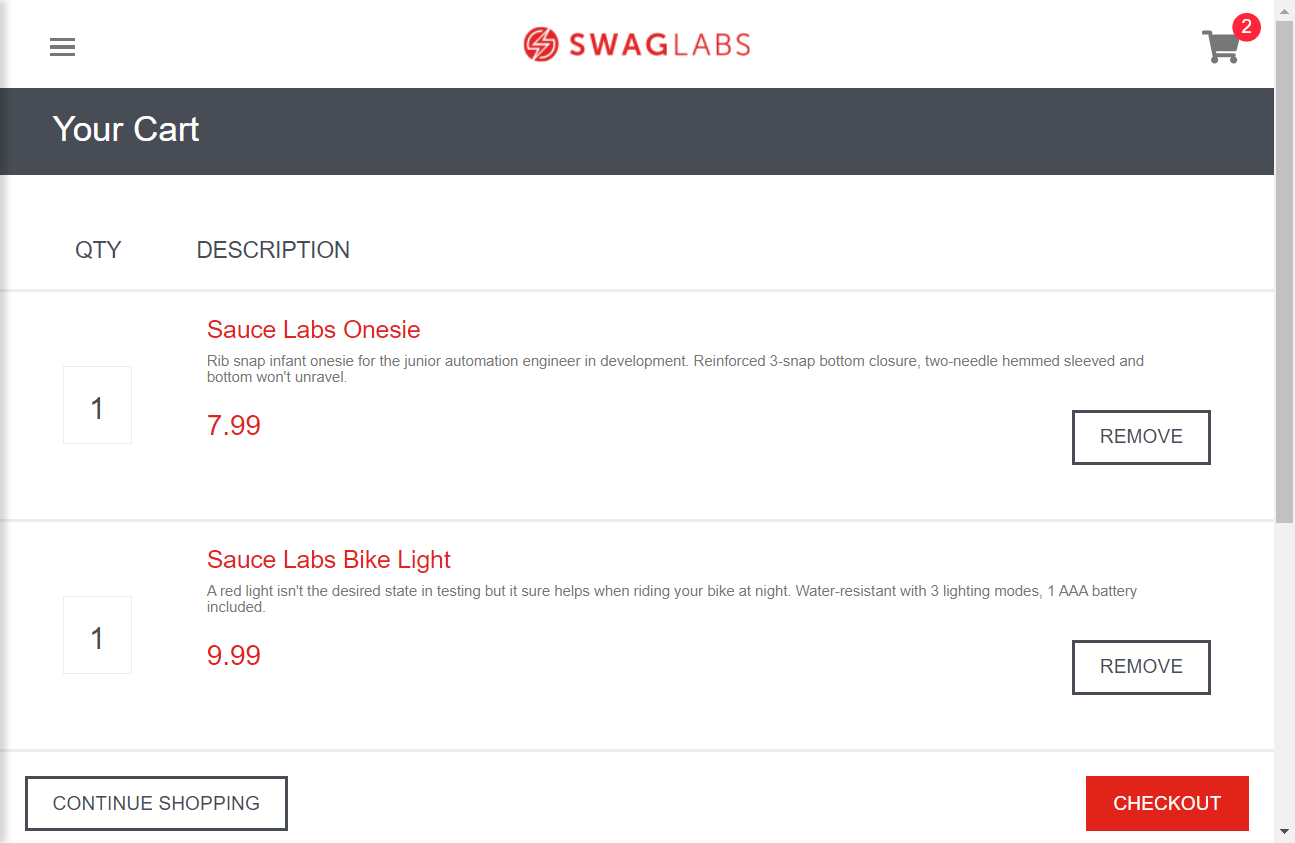 SWAGLABS
2
Your Cart
QTY DESCRIPTION
Sauce Labs Onesie
Rib snap infant onesie for the junior automation engineer in development. Reinforced 3-snap bottom closure, two-needle hemmed sleeved and
bottom won't unravel.
1
7.99
REMOVE
Sauce Labs Bike Light
A red light isn't the desired state in testing but it sure helps when riding your bike at night. Water-resistant with 3 lighting modes, 1 AAA battery
included.
1
9.99
REMOVE
CONTINUE SHOPPING
CHECKOUT